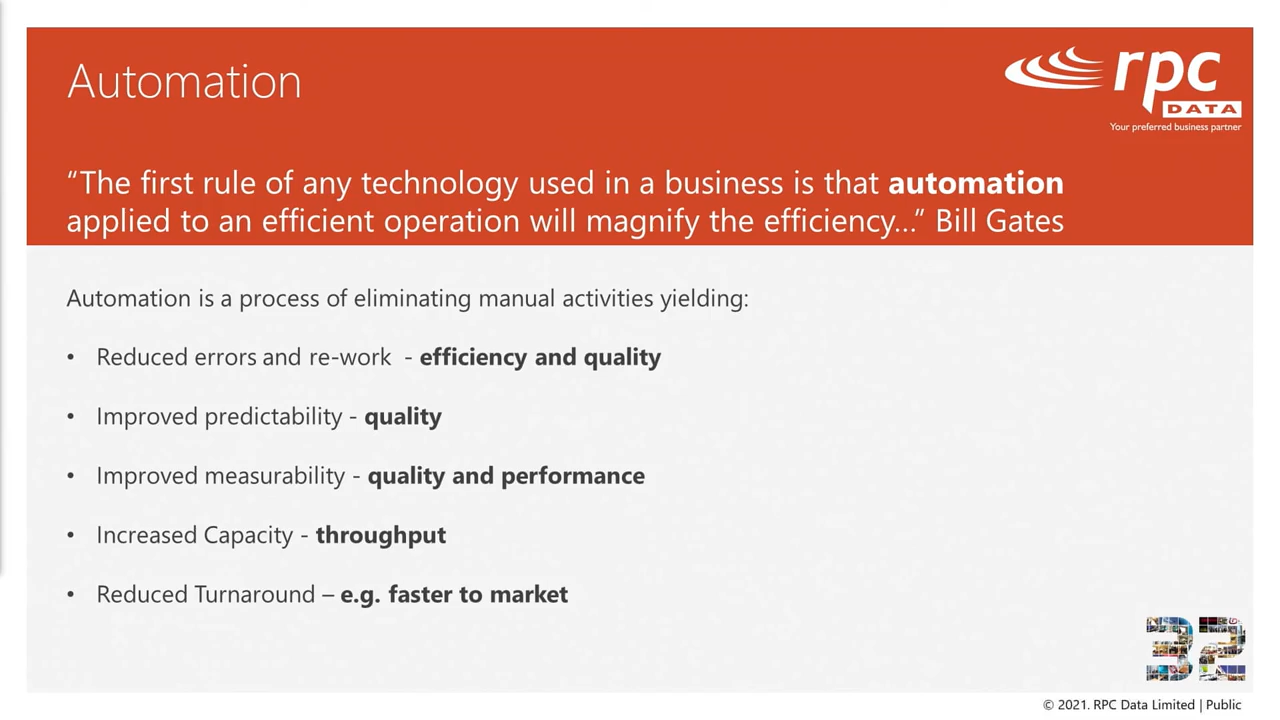 Automation
rpc
DATA
Your preferred business partner
“The first rule of any technology used in a business is that automation
applied to an efficient operation will magnify the efficiency…” Bill Gates
Automation is a process of eliminating manual activities yielding:
• Reduced errors and re-work  - efficiency and quality
• Improved predictability - quality
• Improved measurability - quality and performance
• Increased Capacity - throughput
• Reduced Turnaround – e.g. faster to market
32
© 2021. RPC Data Limited | Public